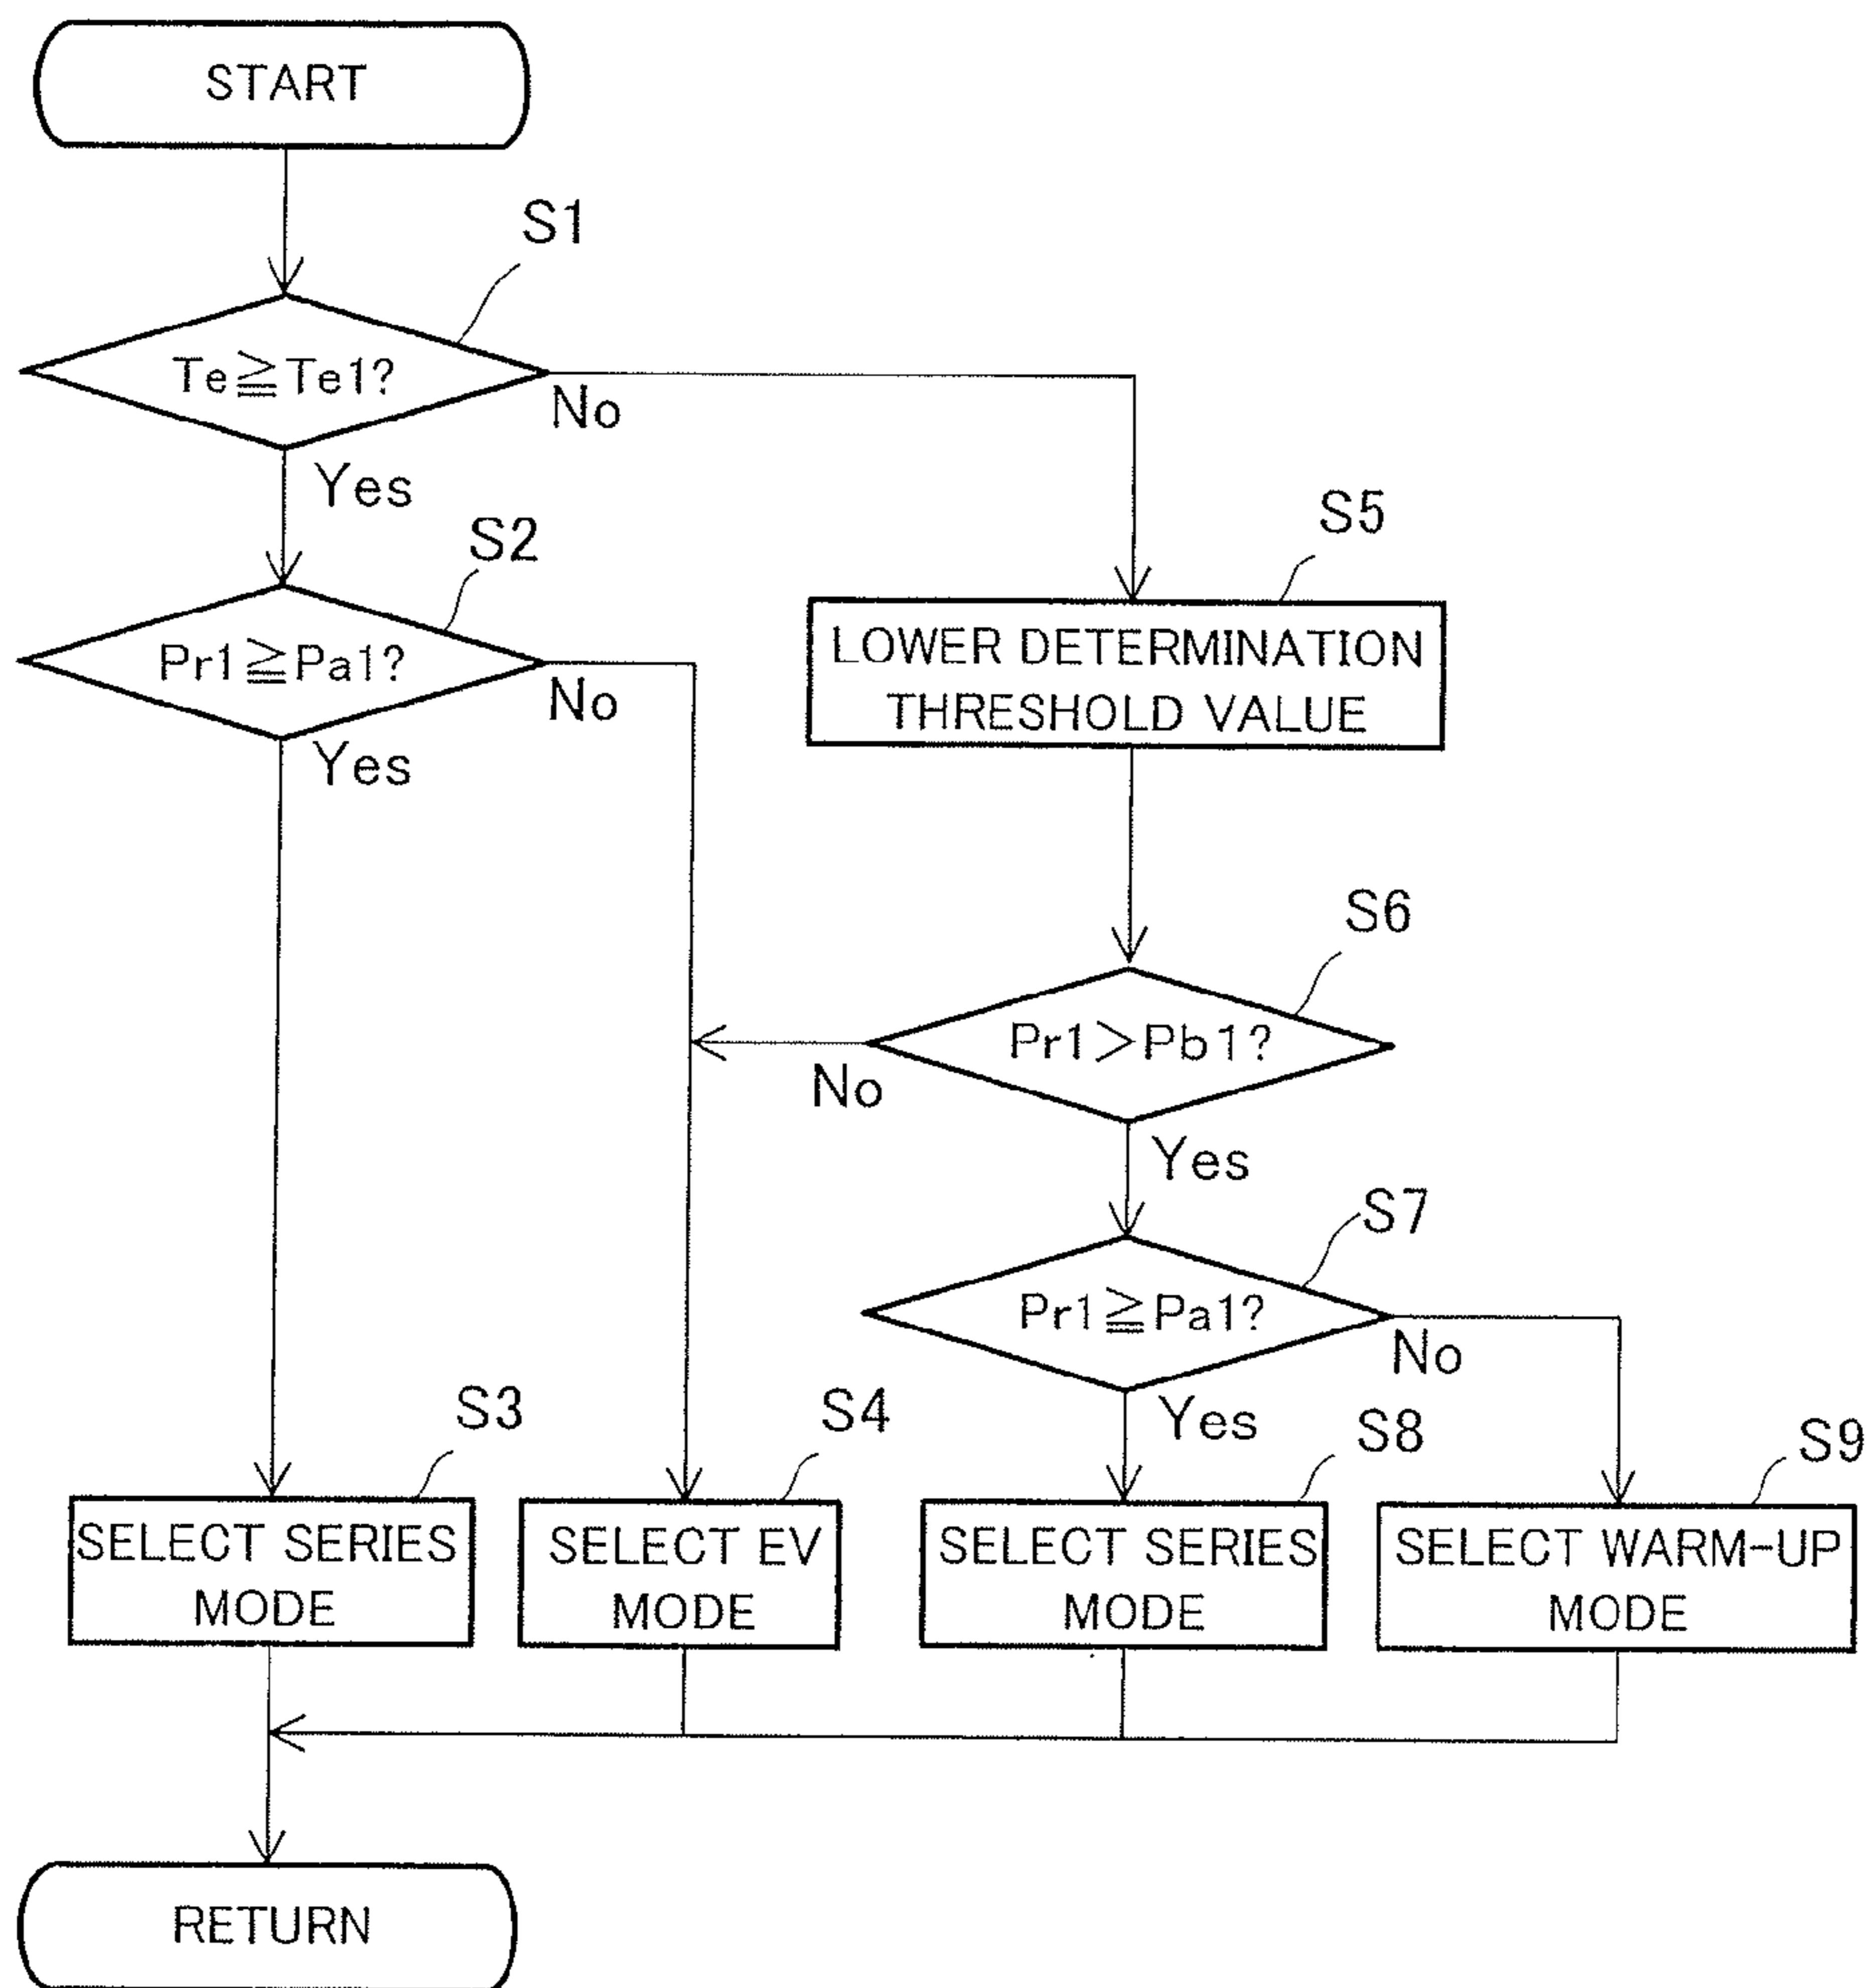 START
S1
Te≧Te1?
No
Yes
S2
S5
Pr1≧Pa1?
No
Yes
LOWER DETERMINATION
THRESHOLD VALUE
S6
Pr1>Pb1?
No
Yes
S7
Pr1≧Pa1?
No
Yes
S3
S4
S8
S9
SELECT SERIES
MODE
SELECT EV
MODE
SELECT SERIES
MODE
SELECT WARM-UP
MODE
RETURN